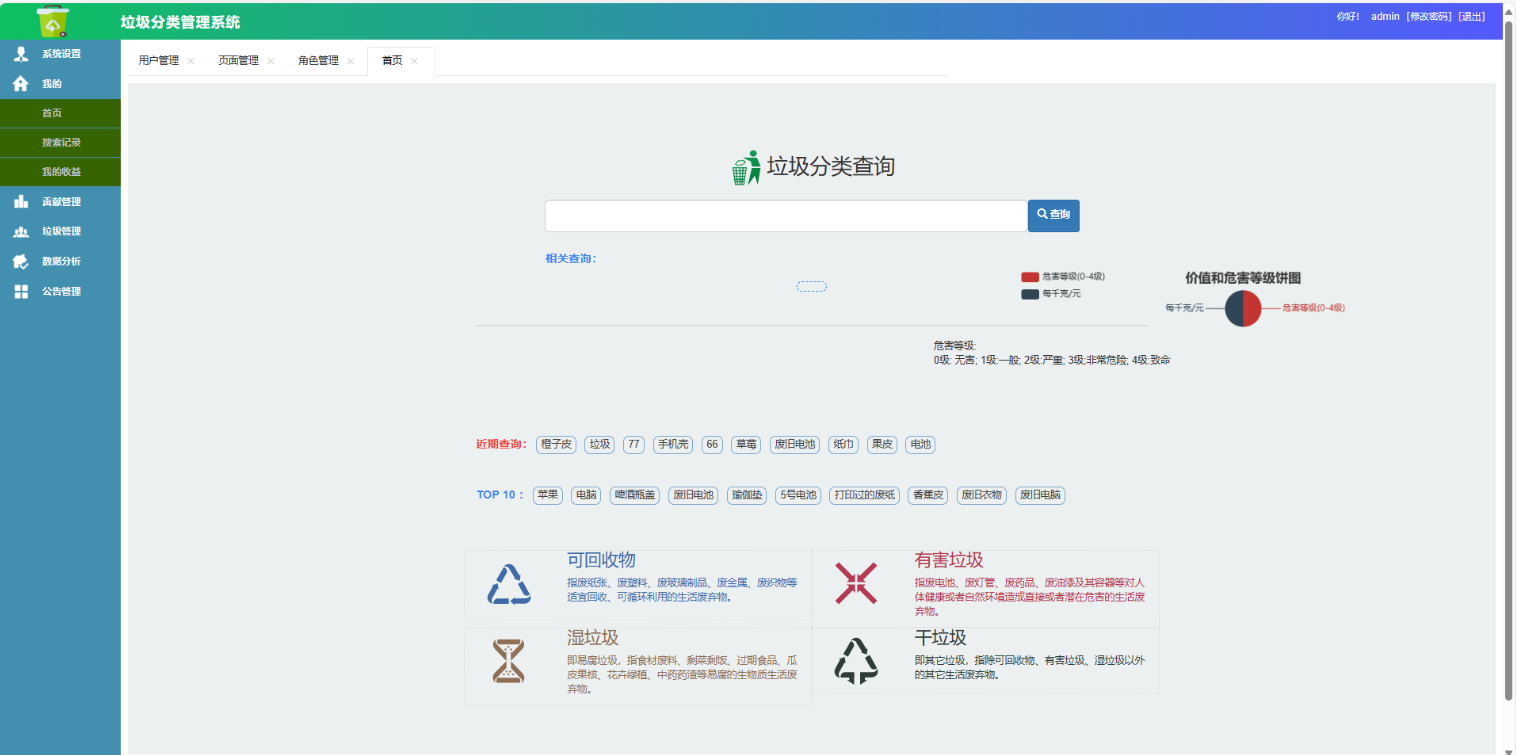 垃圾分类管理系统
你好! admin [修改密码] [退出]
系统设置
我的
首页
搜索记录
我的收益
贡献管理
垃圾管理
数据分析
公告管理
用户管理 × 页面管理 × 角色管理 × 首页 ×
垃圾分类查询
查询
相关查询:
危害等级(0-4级)
每千克/元
价值和危害等级饼图
每千克/元
危害等级(0-4级)
危害等级:
0级: 无害; 1级:一般; 2级:严重; 3级:非常危险; 4级:致命
近期查询: 橙子皮 垃圾 77 手机壳 66 草莓 废旧电池 纸巾 果皮 电池
TOP 10 : 苹果 电脑 啤酒瓶盖 废旧电池 瑜伽垫 5号电池 打印过的废纸 香蕉皮 废旧衣物 废旧电脑
可回收物
指废纸张、废塑料、废玻璃制品、废金属、废织物等
适宜回收、可循环利用的生活废弃物。
有害垃圾
指废电池、废灯管、废药品、废油漆及其容器等对人
体健康或者自然环境造成直接或者潜在危害的生活废
弃物。
湿垃圾
即易腐垃圾，指食材废料、剩菜剩饭、过期食品、瓜
皮果核、花卉绿植、中药药渣等易腐的生物质生活废
弃物。
干垃圾
即其它垃圾，指除可回收物、有害垃圾、湿垃圾以外
的其它生活废弃物。